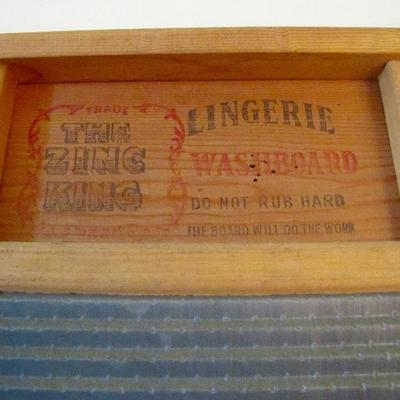 TRADE
THE
ZINC
KING
LINGERIE
WASHBOARD
DO NOT RUB HARD
THE BOARD WILL DO THE WORK